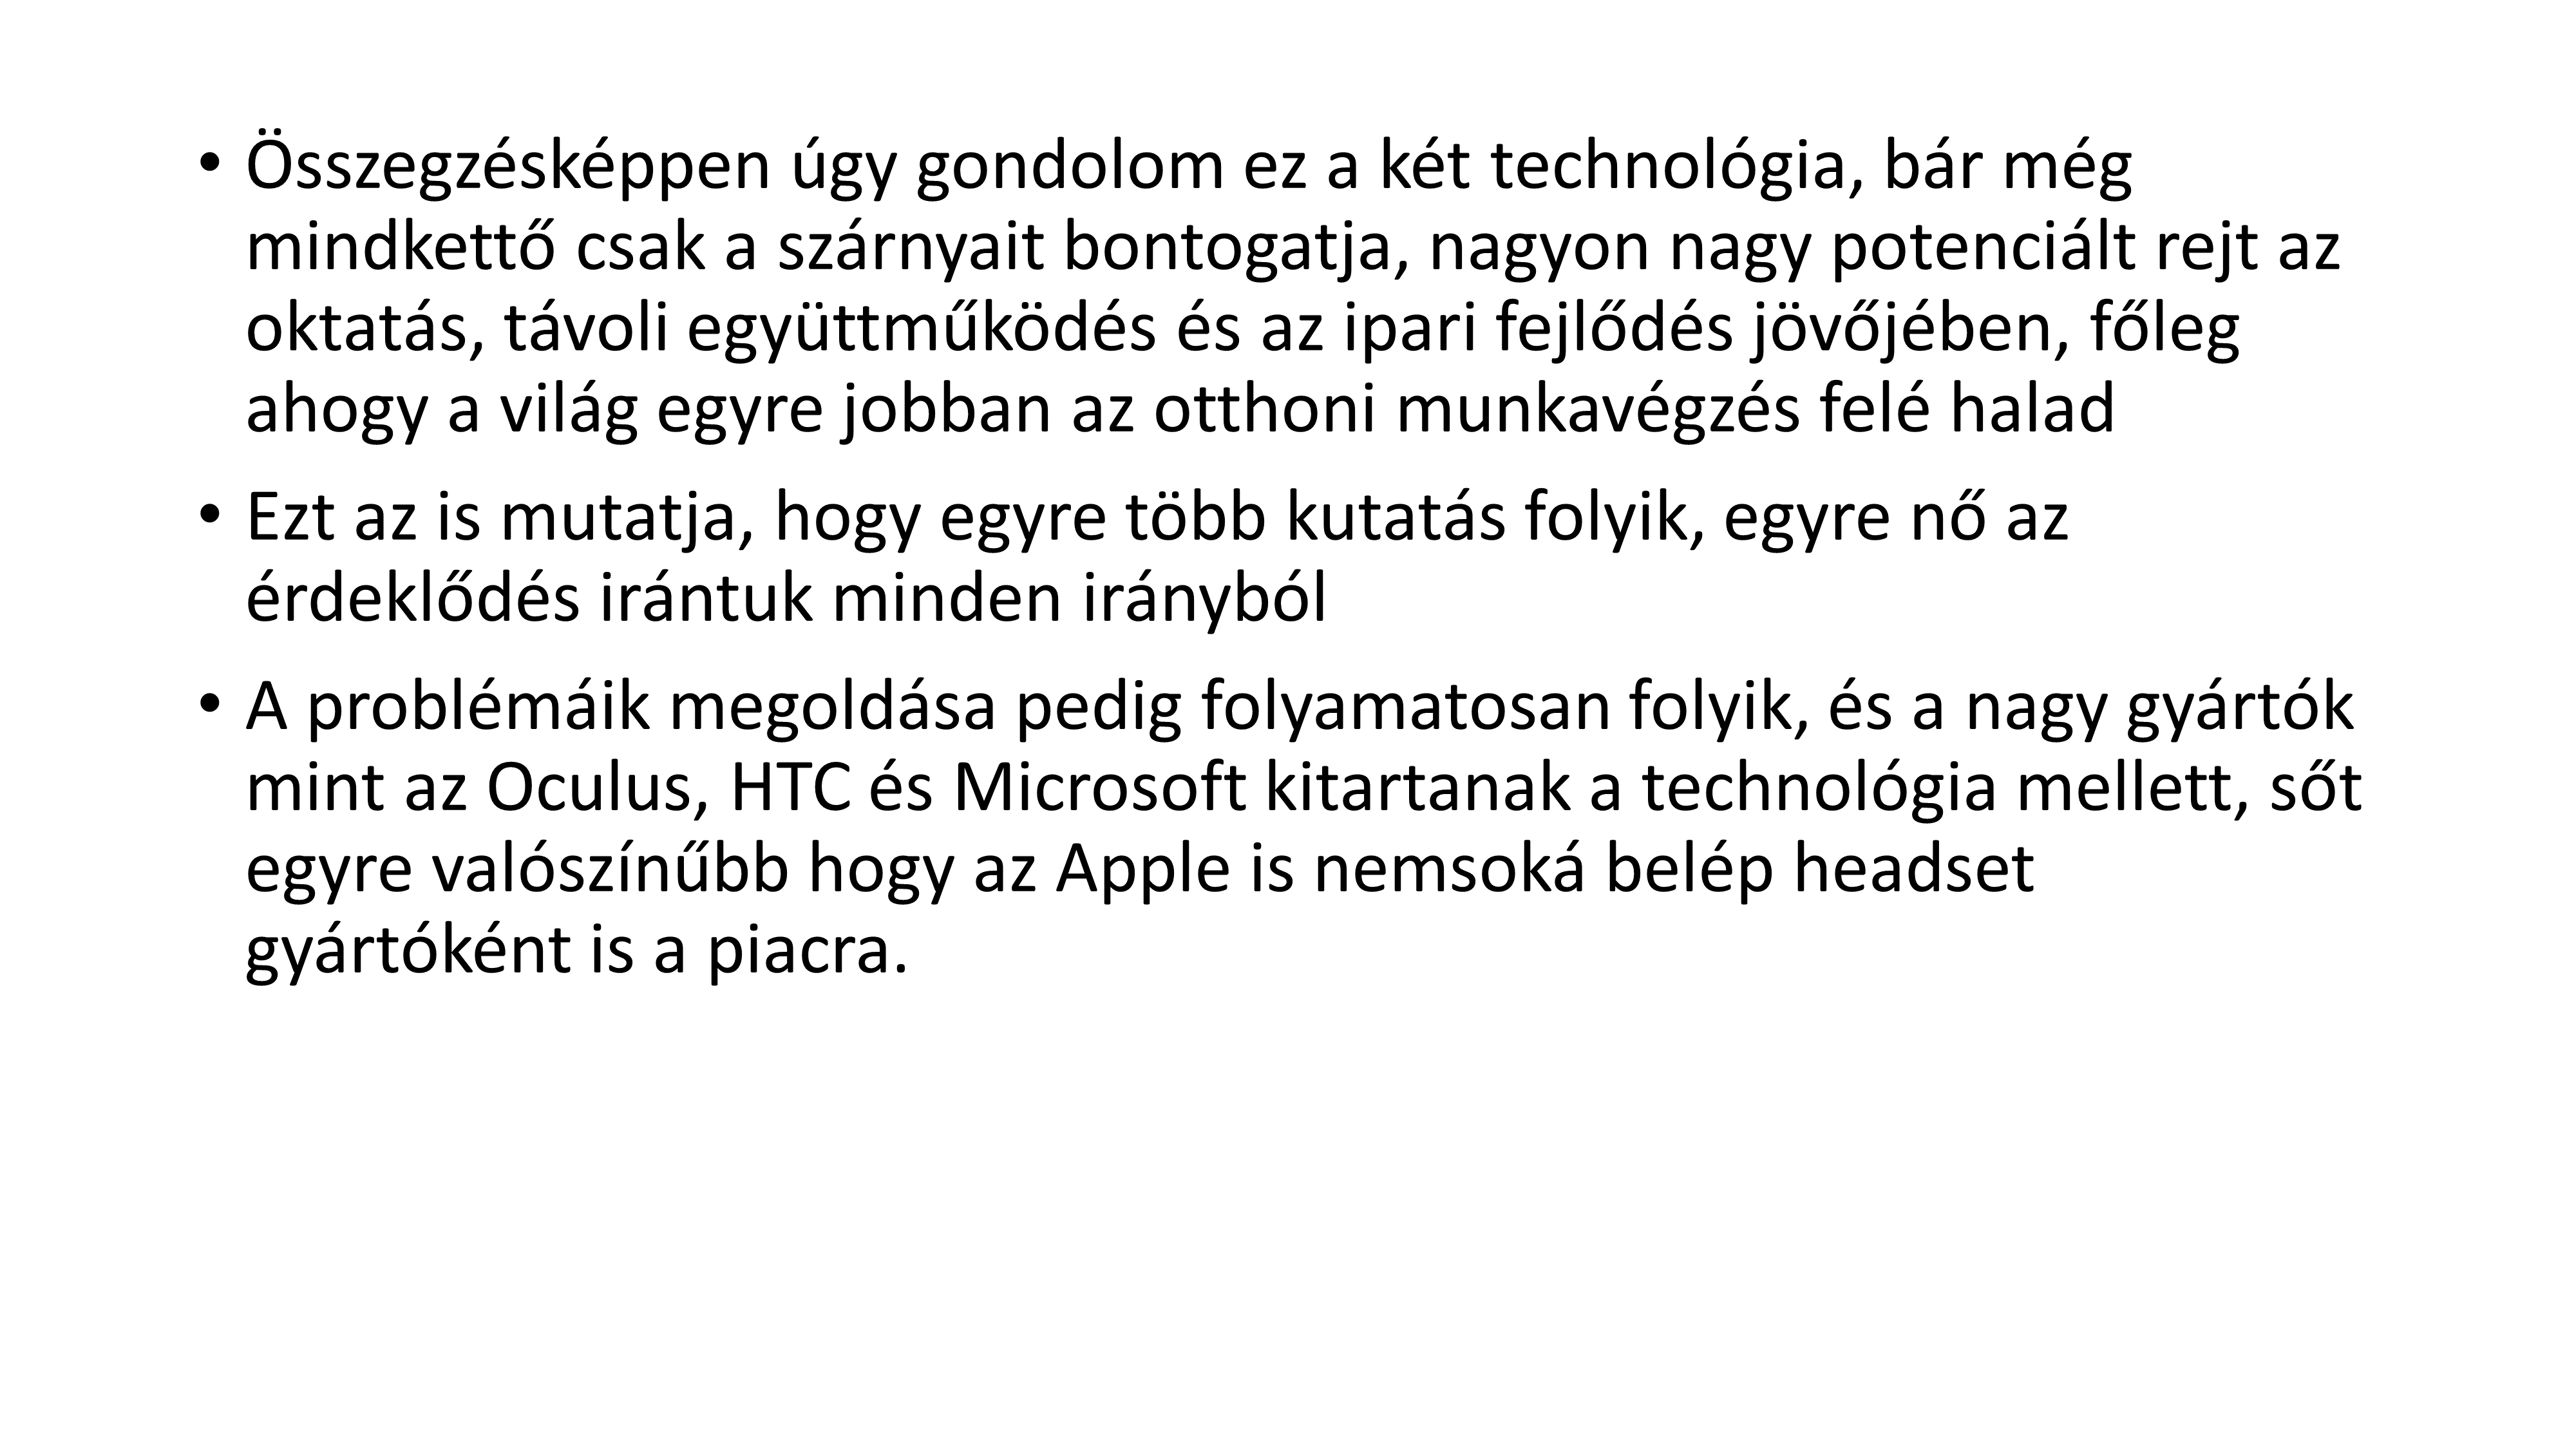 • Összegzésképpen úgy gondolom ez a két technológia, bár még
mindkettő csak a szárnyait bontogatja, nagyon nagy potenciált rejt az
oktatás, távoli együttműködés és az ipari fejlődés jövőjében, főleg
ahogy a világ egyre jobban az otthoni munkavégzés felé halad
• Ezt az is mutatja, hogy egyre több kutatás folyik, egyre nő az
érdeklődés irántuk minden irányból
• A problémáik megoldása pedig folyamatosan folyik, és a nagy gyártók
mint az Oculus, HTC és Microsoft kitartanak a technológia mellett, sőt
egyre valószínűbb hogy az Apple is nemsoká belép headset
gyártóként is a piacra.